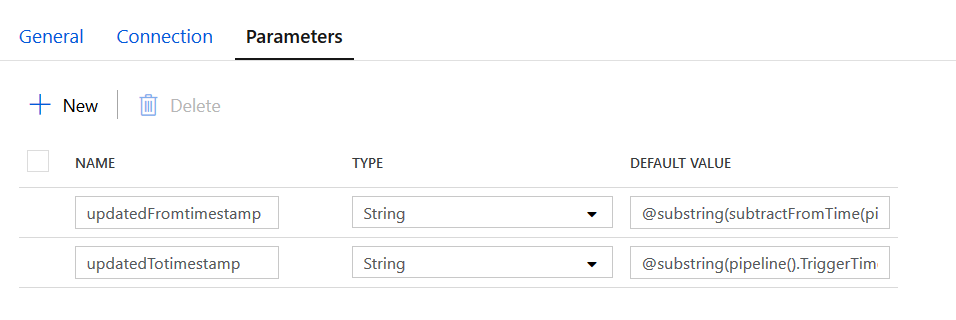 General Connection Parameters
New Delete
NAME TYPE DEFAULT VALUE
updatedFromtimestamp String @substring(subtractFromTime(pi
updatedTotimestamp String @substring(pipeline().TriggerTim